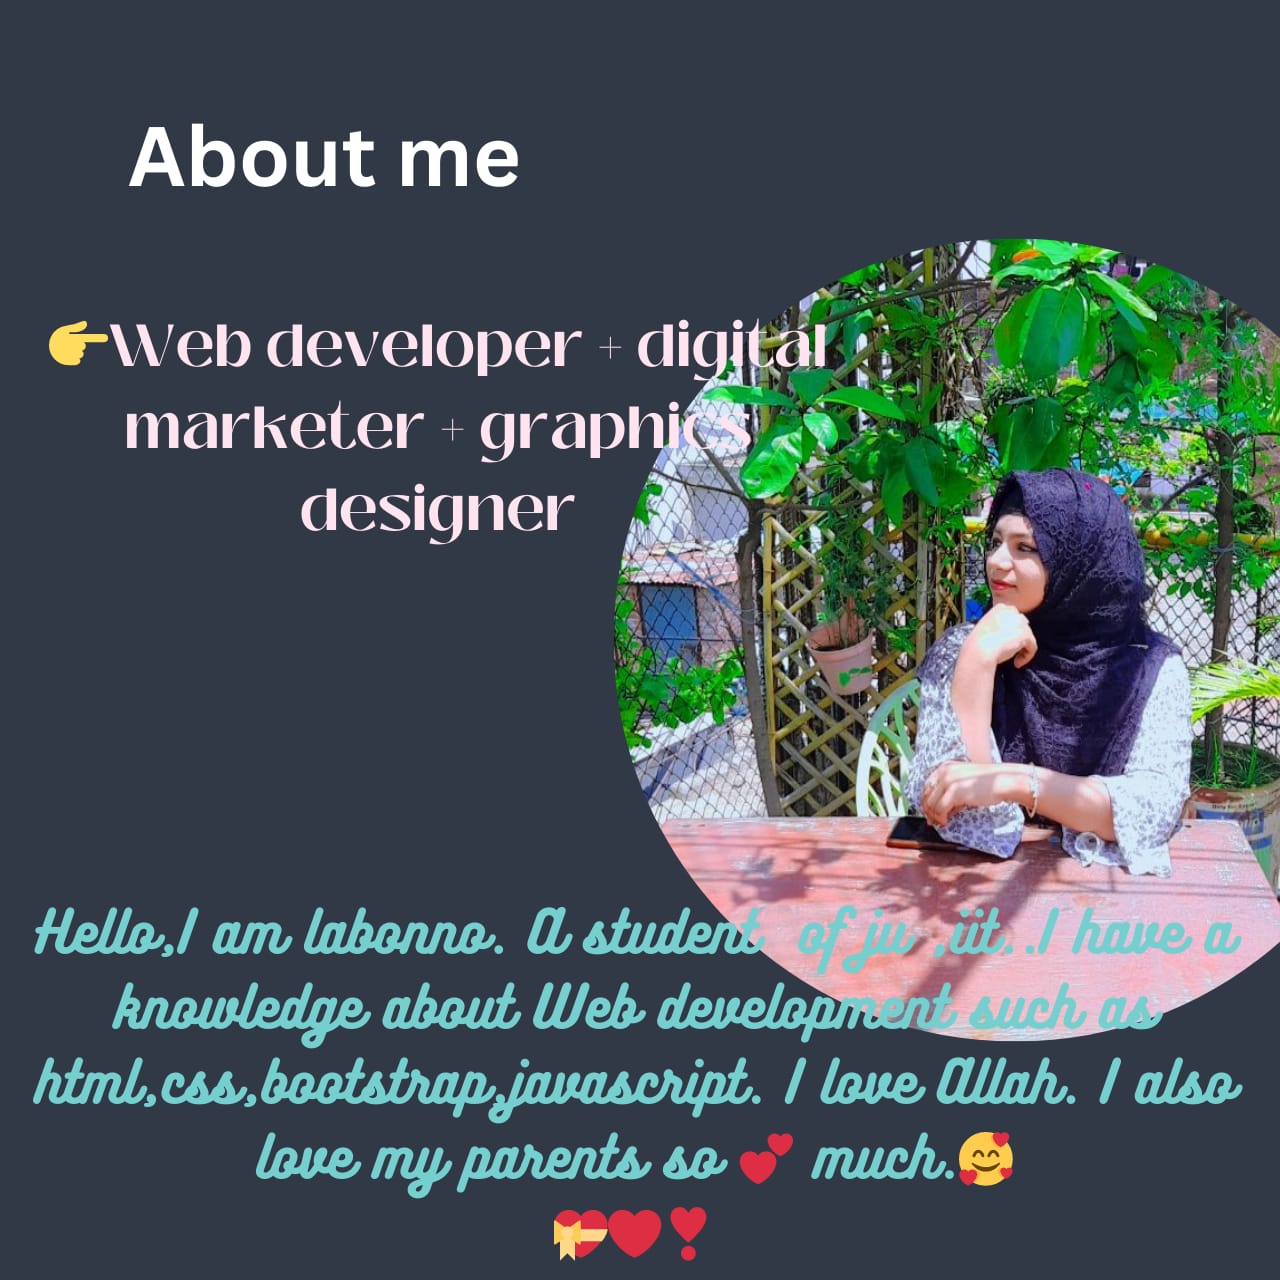 About me
👉Web developer + digital
marketer + graphics
designer
Hello,I am labonno. A student of ju ,iit. .I have a
knowledge about Web development such as
html,css,bootstrap,javascript. I love Allah. I also
love my parents so 💕 much.🥰
💝❤️❣️